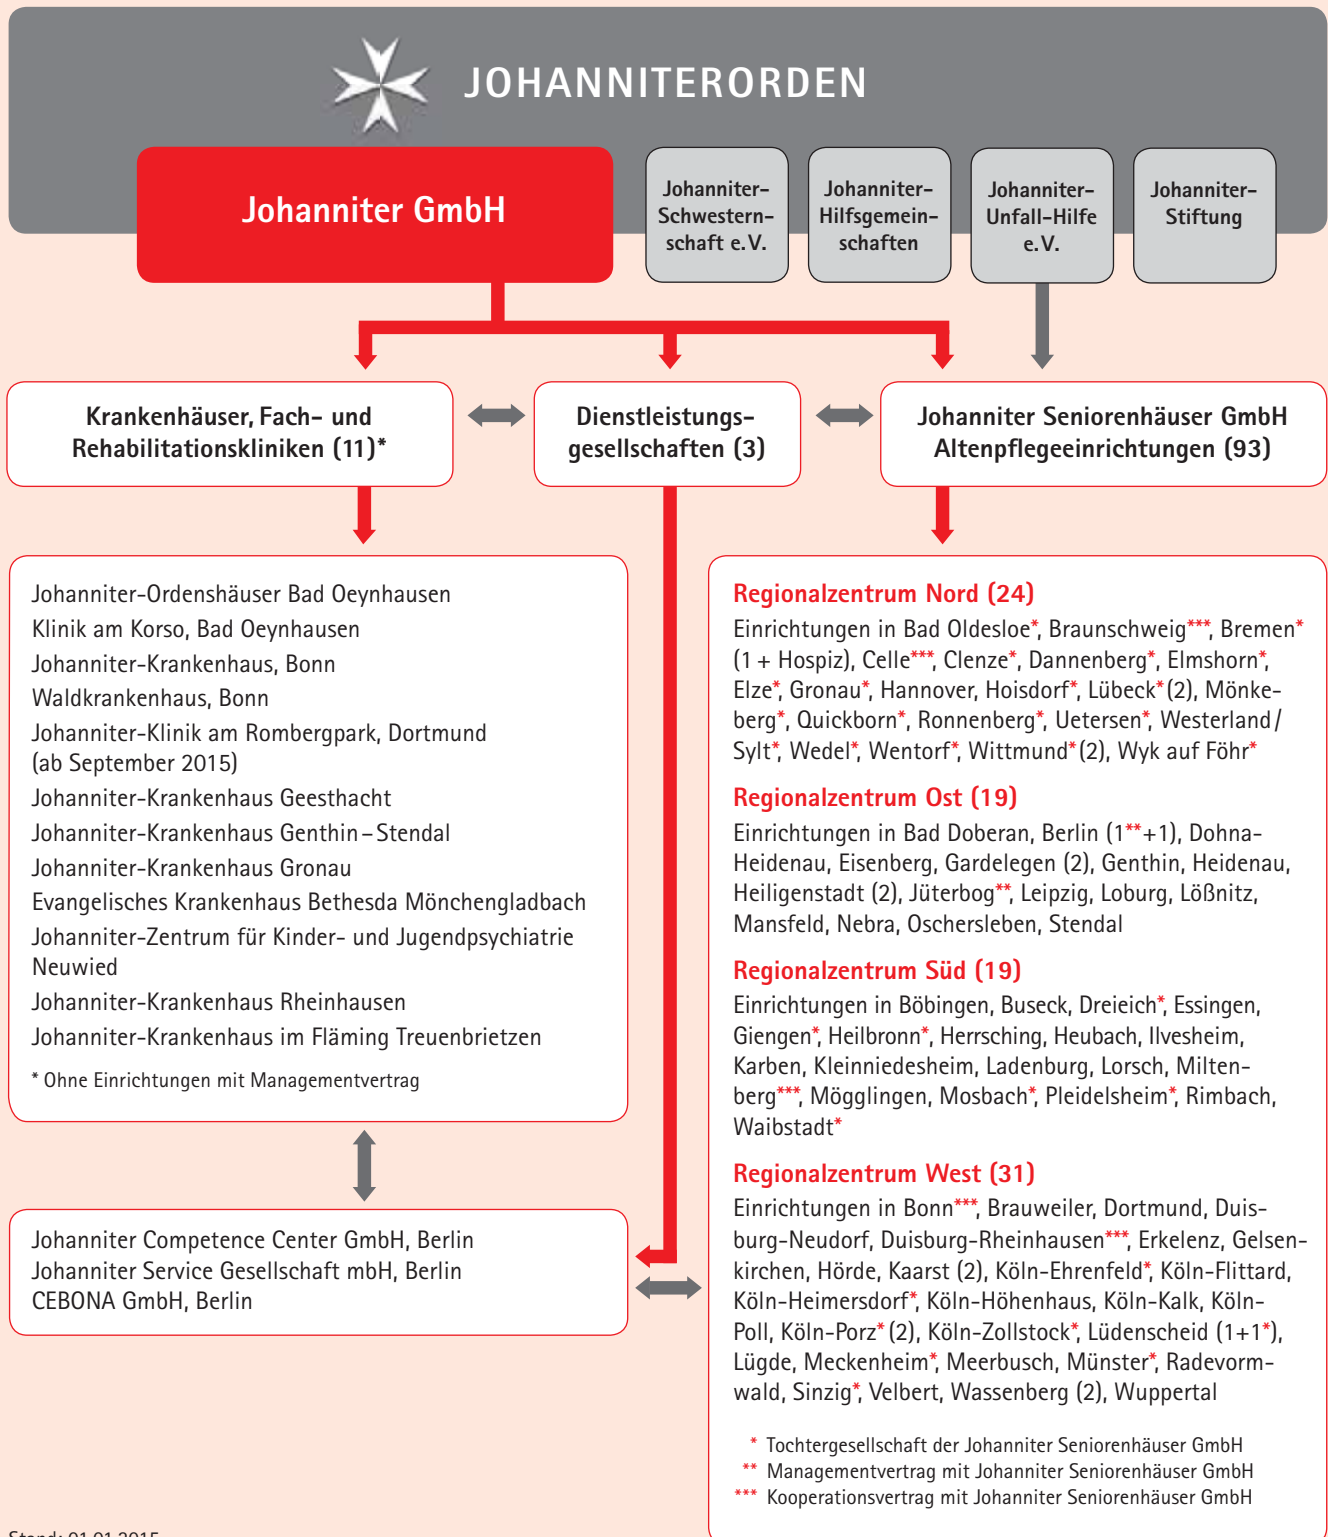 JOHANNITERORDEN
Johanniter GmbH
Johanniter-
Schwestern-
schaft e.V.
Johanniter-
Hilfsgemein-
schaften
Johanniter-
Unfall-Hilfe
e.V.
Johanniter-
Stiftung
Krankenhäuser, Fach- und
Rehabilitationskliniken (11)*
Dienstleistungs-
gesellschaften (3)
Johanniter Seniorenhäuser GmbH
Altenpflegeeinrichtungen (93)
Johanniter-Ordenshäuser Bad Oeynhausen
Klinik am Korso, Bad Oeynhausen
Johanniter-Krankenhaus, Bonn
Waldkrankenhaus, Bonn
Johanniter-Klinik am Rombergpark, Dortmund
(ab September 2015)
Johanniter-Krankenhaus Geesthacht
Johanniter-Krankenhaus Genthin–Stendal
Johanniter-Krankenhaus Gronau
Evangelisches Krankenhaus Bethesda Mönchengladbach
Johanniter-Zentrum für Kinder- und Jugendpsychiatrie
Neuwied
Johanniter-Krankenhaus Rheinhausen
Johanniter-Krankenhaus im Fläming Treuenbrietzen
* Ohne Einrichtungen mit Managementvertrag
Johanniter Competence Center GmbH, Berlin
Johanniter Service Gesellschaft mbH, Berlin
CEBONA GmbH, Berlin
Regionalzentrum Nord (24)
Einrichtungen in Bad Oldesloe*, Braunschweig***, Bremen*
(1 + Hospiz), Celle***, Clenze*, Dannenberg*, Elmshorn*,
Elze*, Gronau*, Hannover, Hoisdorf*, Lübeck*(2), Mönke-
berg*, Quickborn*, Ronnenberg*, Uetersen*, Westerland/
Sylt*, Wedel*, Wentorf*, Wittmund*(2), Wyk auf Föhr*
Regionalzentrum Ost (19)
Einrichtungen in Bad Doberan, Berlin (1**+1), Dohna-
Heidenau, Eisenberg, Gardelegen (2), Genthin, Heidenau,
Heiligenstadt (2), Jüterbog**, Leipzig, Loburg, Lößnitz,
Mansfeld, Nebra, Oschersleben, Stendal
Regionalzentrum Süd (19)
Einrichtungen in Böbingen, Buseck, Dreieich*, Essingen,
Giengen*, Heilbronn*, Herrsching, Heubach, Ilvesheim,
Karben, Kleinniedesheim, Ladenburg, Lorsch, Milten-
berg***, Mögglingen, Mosbach*, Pleidelsheim*, Rimbach,
Waibstadt*
Regionalzentrum West (31)
Einrichtungen in Bonn***, Brauweiler, Dortmund, Duis-
burg-Neudorf, Duisburg-Rheinhausen***, Erkelenz, Gelsen-
kirchen, Hörde, Kaarst (2), Köln-Ehrenfeld*, Köln-Flittard,
Köln-Heimersdorf*, Köln-Höhenhaus, Köln-Kalk, Köln-
Poll, Köln-Porz*(2), Köln-Zollstock*, Lüdenscheid (1+1*),
Lügde, Meckenheim*, Meerbusch, Münster*, Radevorm-
wald, Sinzig*, Velbert, Wassenberg (2), Wuppertal
* Tochtergesellschaft der Johanniter Seniorenhäuser GmbH
** Managementvertrag mit Johanniter Seniorenhäuser GmbH
*** Kooperationsvertrag mit Johanniter Seniorenhäuser GmbH
Stand: 01.01.2015